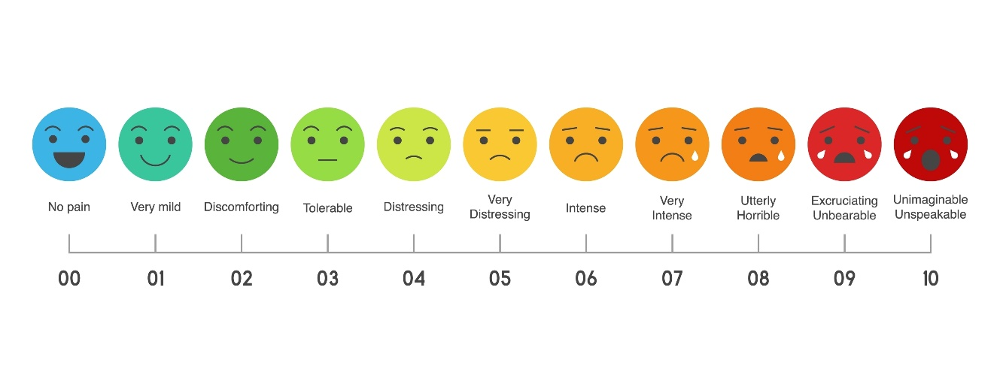 No pain
Very mild
Discomforting
Tolerable
Distressing
Very
Distressing
Intense
Very
Intense
Utterly
Horrible
Excruciating
Unbearable
Unimaginable
Unspeakable
00 01 02 03 04 05 06 07 08 09 10